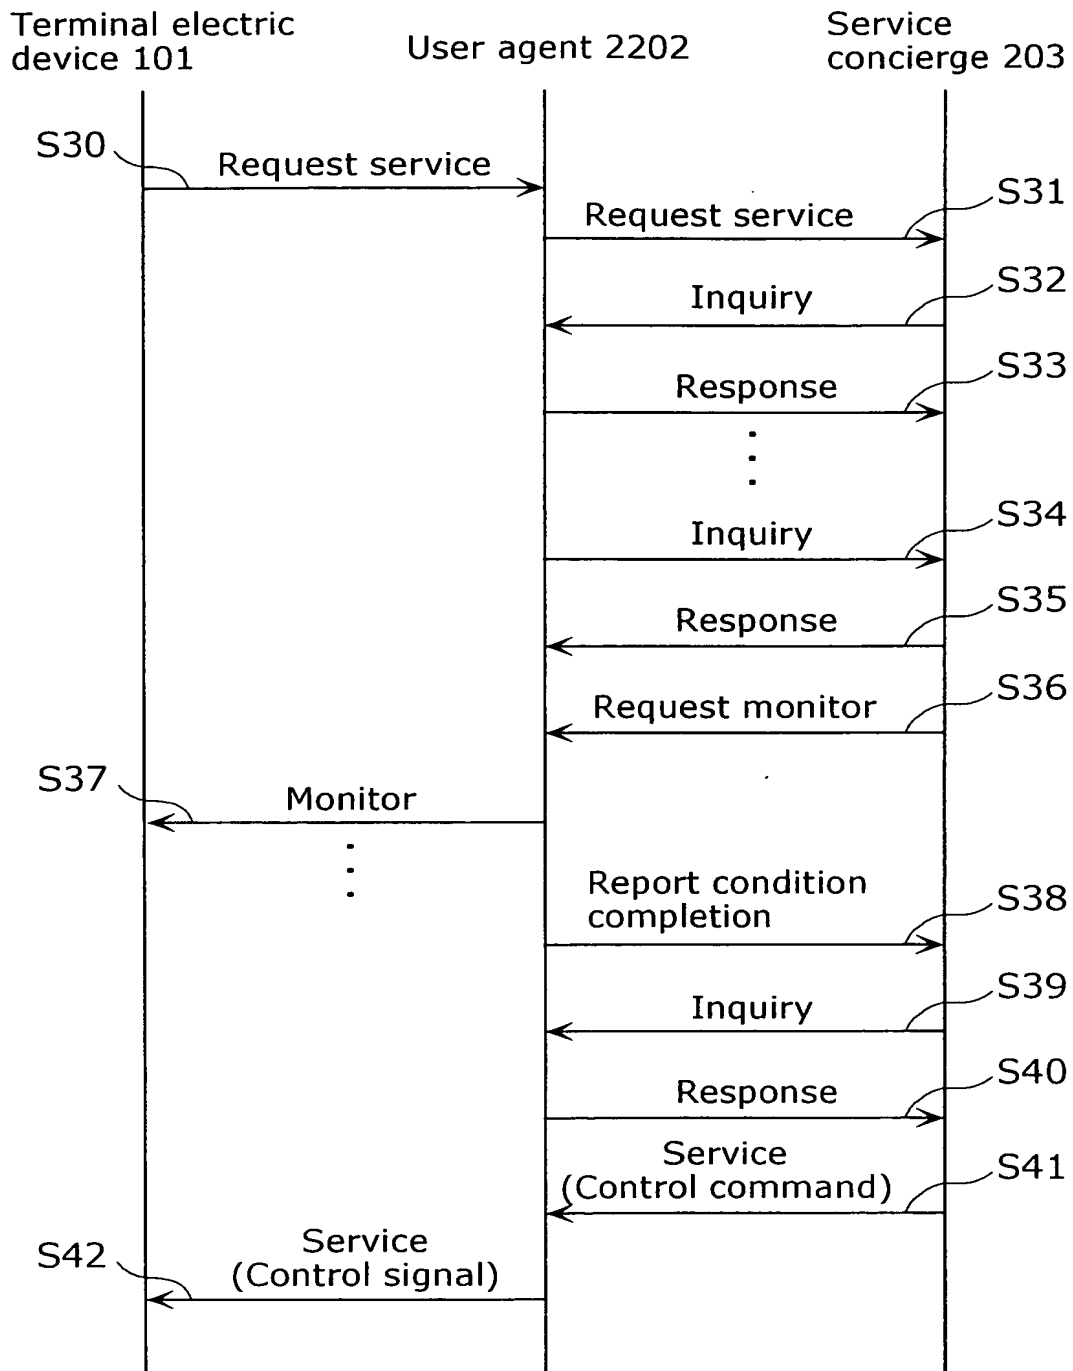 Terminal electric
device 101
User agent 2202
Service
concierge 203
S30
Request service
S31
Request service
S32
Inquiry
S33
Response
S34
Inquiry
S35
Response
S36
Request monitor
S37
Monitor
Report condition
completion
S38
S39
Inquiry
S40
Response
S41
Service
(Control command)
S42
Service
(Control signal)